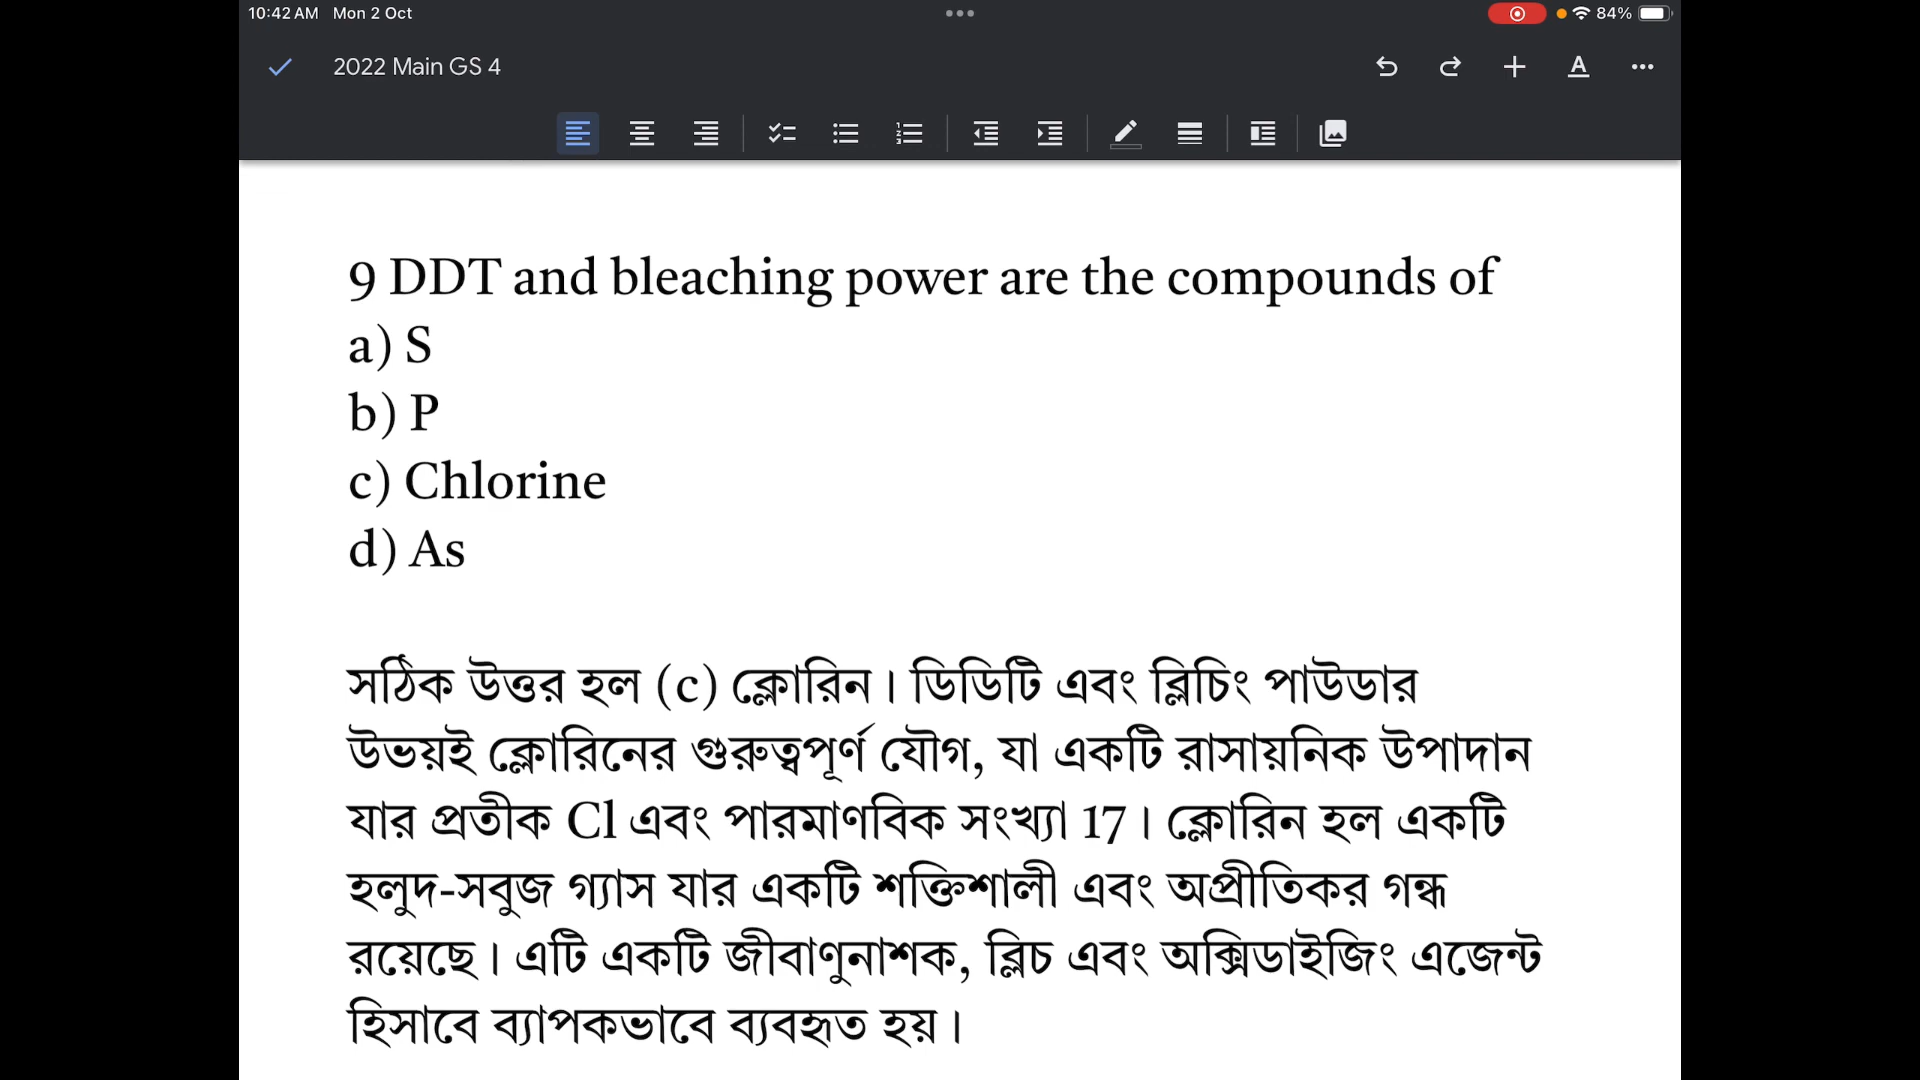 10:42 AM Mon 2 Oct
84%
2022 Main GS 4
9 DDT and bleaching power are the compounds of
a) S
b) P
c) Chlorine
d) As
সঠিক উত্তর হল (c) ক্লোরিন। ডিডিটি এবং ব্লিচিং পাউডার
উভয়ই ক্লোরিনের গুরুত্বপূর্ণ যৌগ, যা একটি রাসায়নিক উপাদান
যার প্রতীক Cl এবং পারমাণবিক সংখ্যা 17। ক্লোরিন হল একটি
হলুদ-সবুজ গ্যাস যার একটি শক্তিশালী এবং অপ্রীতিকর গন্ধ
রয়েছে। এটি একটি জীবাণুনাশক, ব্লিচ এবং অক্সিডাইজিং এজেন্ট
হিসাবে ব্যাপকভাবে ব্যবহৃত হয়।